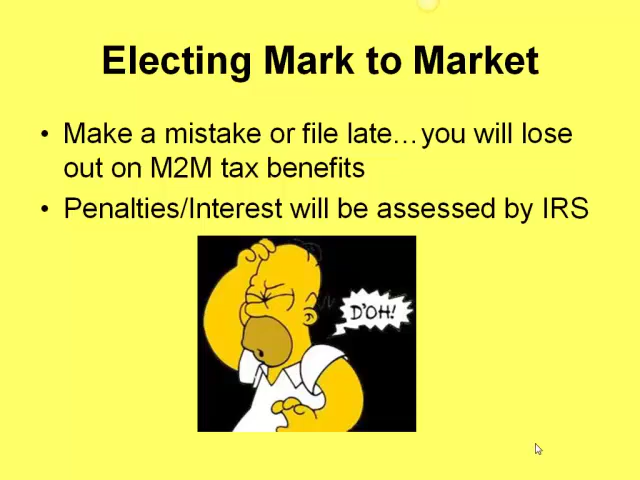 Electing Mark to Market
• Make a mistake or file late…you will lose
out on M2M tax benefits
• Penalties/Interest will be assessed by IRS
D'OH!